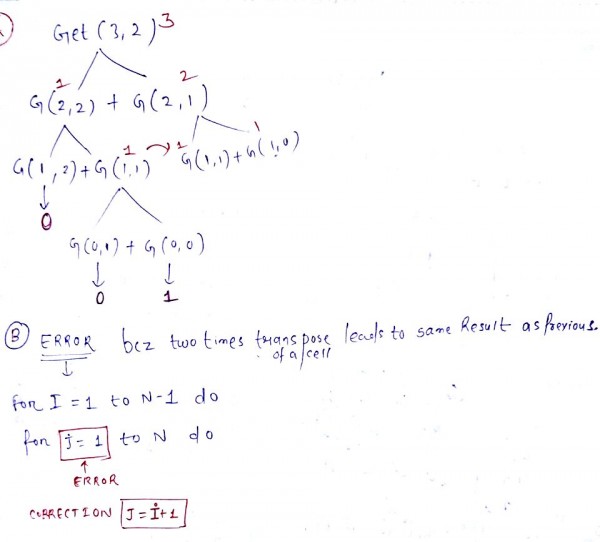 A
Get (3,2) 3
1 2
G(2,2) + G(2,1)
1 1 1
G(1,2)+G(1,1) G(1,1)+G(1,0)
0
G(0,1) + G(0,0)
0 1
B ERROR bcz two times transpose of a cell leads to same Result as previous.
for I = 1 to N-1 do
for j = 1 to N do
ERROR
CORRECTION J = i+1